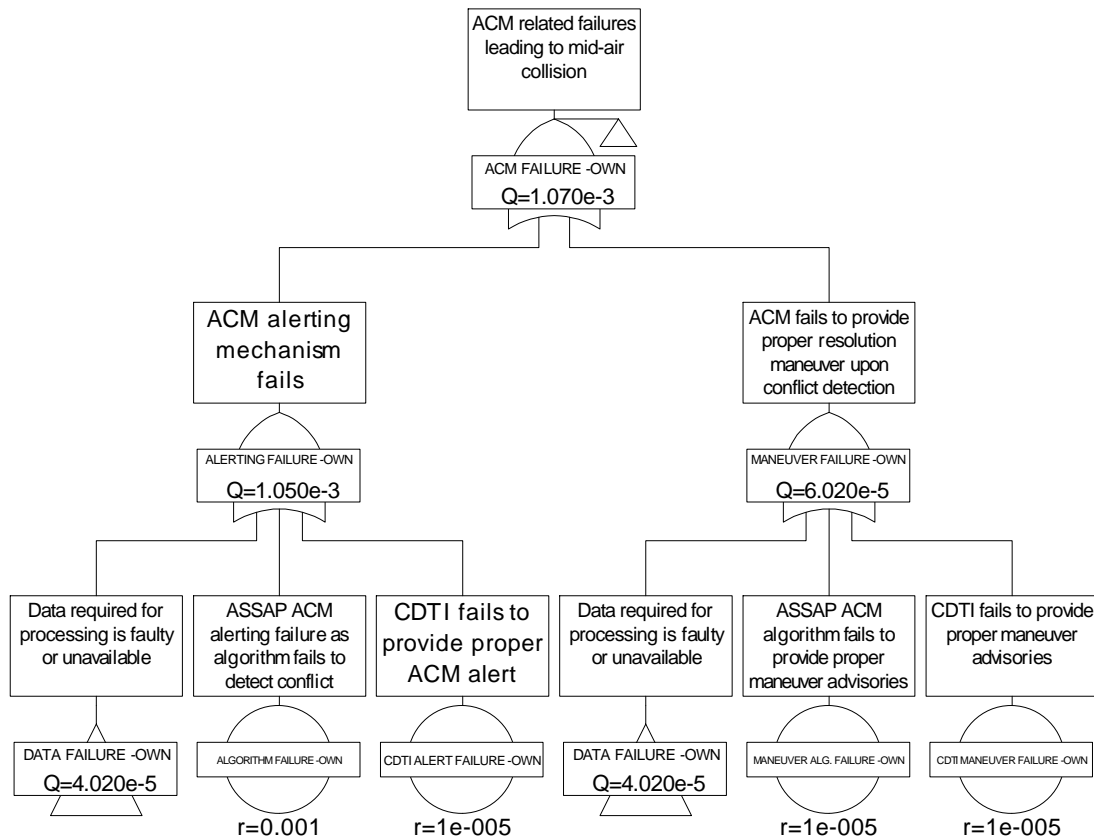 ACM related failures
leading to mid-air
collision
ACM FAILURE -OWN
Q=1.070e-3
ACM alerting
mechanism
fails
ALERTING FAILURE -OWN
Q=1.050e-3
ACM fails to provide
proper resolution
maneuver upon
conflict detection
MANEUVER FAILURE -OWN
Q=6.020e-5
Data required for
processing is faulty
or unavailable
DATA FAILURE -OWN
Q=4.020e-5
ASSAP ACM
alerting failure as
algorithm fails to
detect conflict
ALGORITHM FAILURE -OWN
r=0.001
CDTI fails to
provide proper
ACM alert
CDTI ALERT FAILURE -OWN
r=1e-005
Data required for
processing is faulty
or unavailable
DATA FAILURE -OWN
Q=4.020e-5
ASSAP ACM
algorithm fails to
provide proper
maneuver advisories
MANEUVER ALG. FAILURE -OWN
r=1e-005
CDTI fails to provide
proper maneuver
advisories
CDTI MANEUVER FAILURE -OWN
r=1e-005